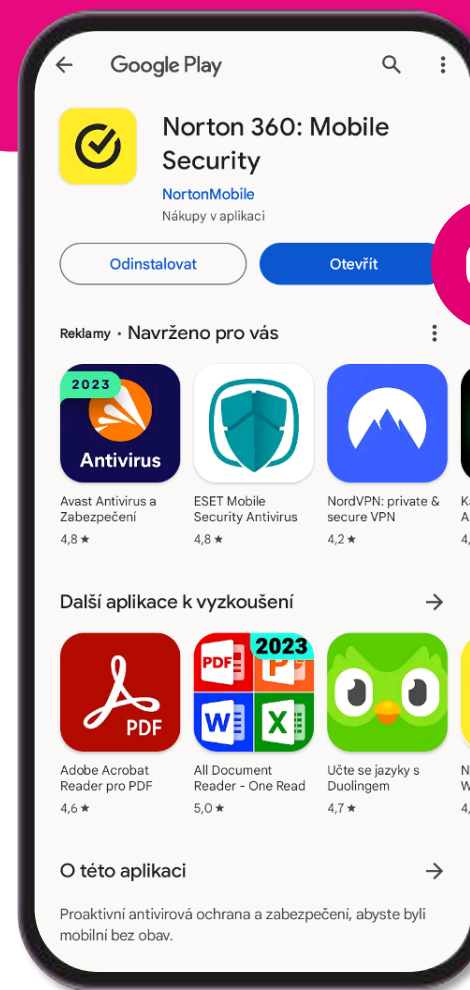 Google Play
Norton 360: Mobile
Security
NortonMobile
Nákupy v aplikaci
Odinstalovat
Otevřít
Reklamy · Navrženo pro vás
2023
Antivirus
Avast Antivirus a
Zabezpečení
4,8 ★
ESET Mobile
Security Antivirus
4,8 ★
NordVPN: private &
secure VPN
4,2 ★
Další aplikace k vyzkoušení
PDF
PDF
2023
P
W
X
Adobe Acrobat
Reader pro PDF
4,6 ★
All Document
Reader - One Read
5,0 ★
Učte se jazyky s
Duolingem
4,7 ★
O této aplikaci
Proaktivní antivirová ochrana a zabezpečení, abyste byli
mobilní bez obav.